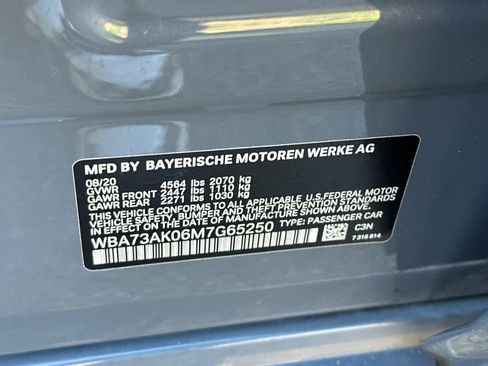 MFD BY BAYERISCHE MOTOREN WERKE AG
08/20
GVWR 4564 lbs 2070 kg
GAWR FRONT 2447 lbs 1110 kg
GAWR REAR 2271 lbs 1030 kg
THIS VEHICLE CONFORMS TO ALL APPLICABLE U.S. FEDERAL MOTOR
VEHICLE SAFETY, BUMPER AND THEFT PREVENTION STANDARDS
IN EFFECT ON THE DATE OF MANUFACTURE SHOWN ABOVE.
WBA73AK06M7G65250 TYPE: PASSENGER CAR
C3N
7 315 814